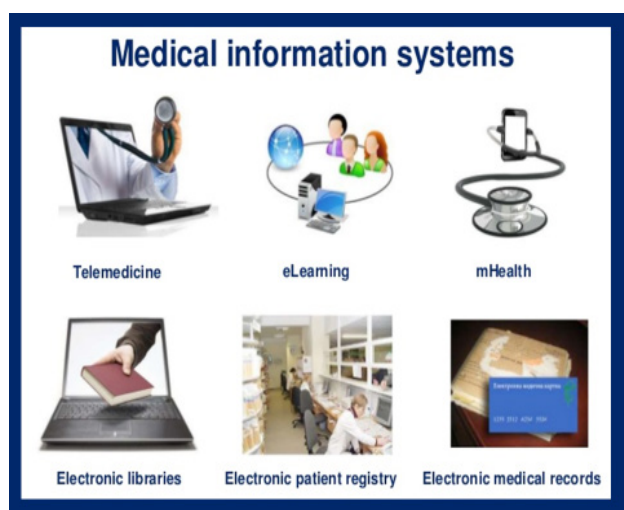 Medical information systems
Telemedicine
eLearning
mHealth
Electronic libraries
Electronic patient registry
Electronic medical records